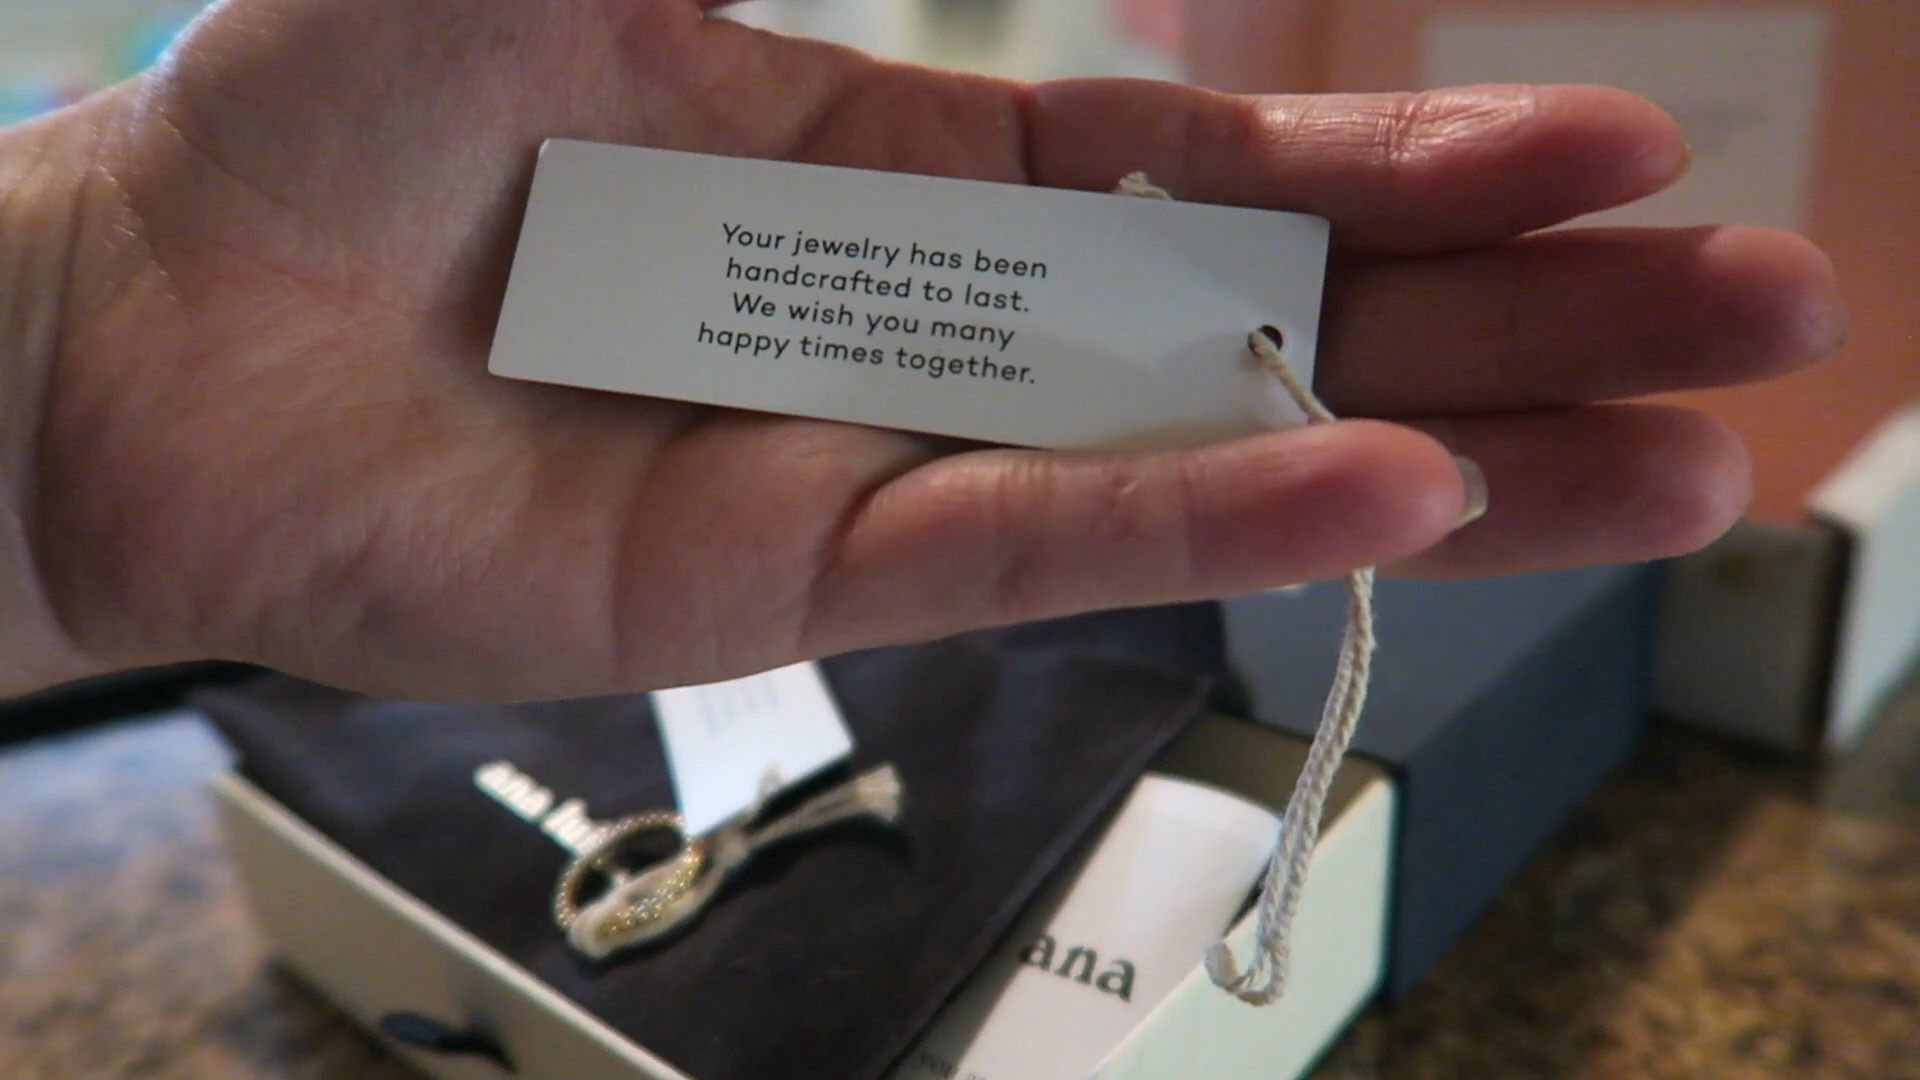 Your jewelry has been
handcrafted to last.
We wish you many
happy times together.
ana
ana